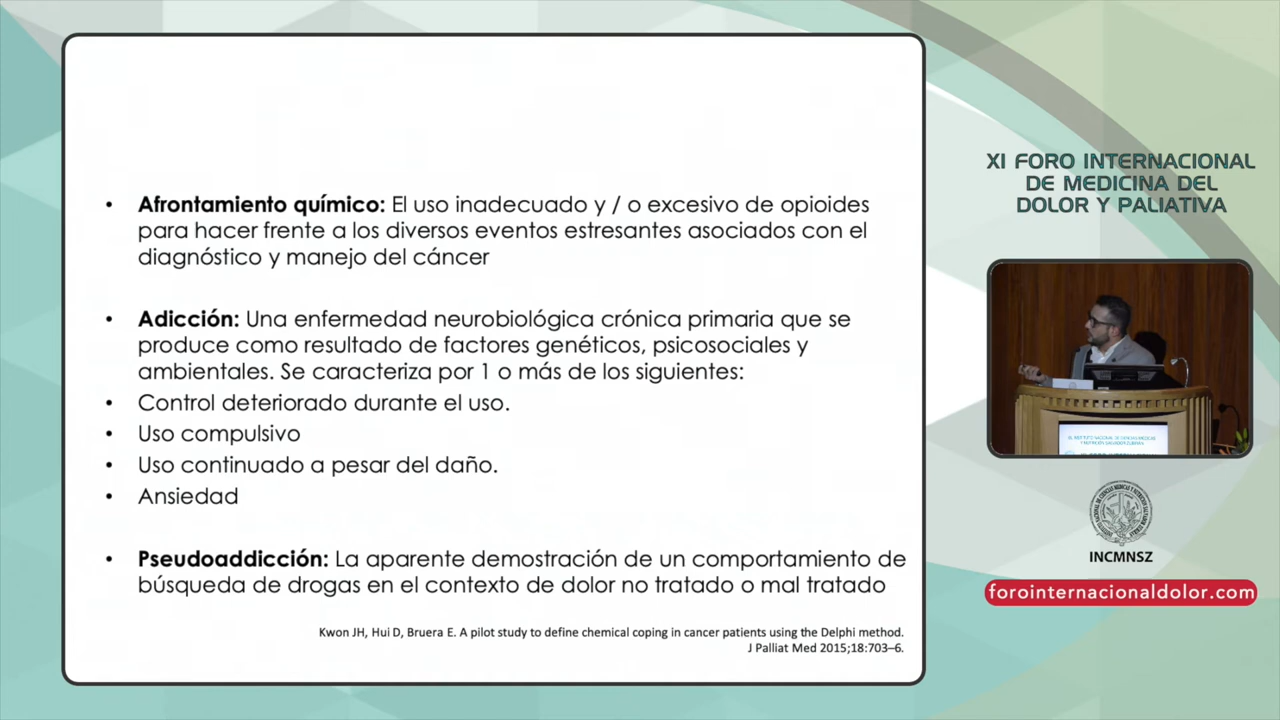 • Afrontamiento químico: El uso inadecuado y / o excesivo de opioides
para hacer frente a los diversos eventos estresantes asociados con el
diagnóstico y manejo del cáncer
• Adicción: Una enfermedad neurobiológica crónica primaria que se
produce como resultado de factores genéticos, psicosociales y
ambientales. Se caracteriza por 1 o más de los siguientes:
• Control deteriorado durante el uso.
• Uso compulsivo
• Uso continuado a pesar del daño.
• Ansiedad
• Pseudoaddicción: La aparente demostración de un comportamiento de
búsqueda de drogas en el contexto de dolor no tratado o mal tratado
Kwon JH, Hui D, Bruera E. A pilot study to define chemical coping in cancer patients using the Delphi method.
J Palliat Med 2015;18:703–6.
XI FORO INTERNACIONAL
DE MEDICINA DEL
DOLOR Y PALIATIVA
INCMNSZ
forointernacionaldolor.com